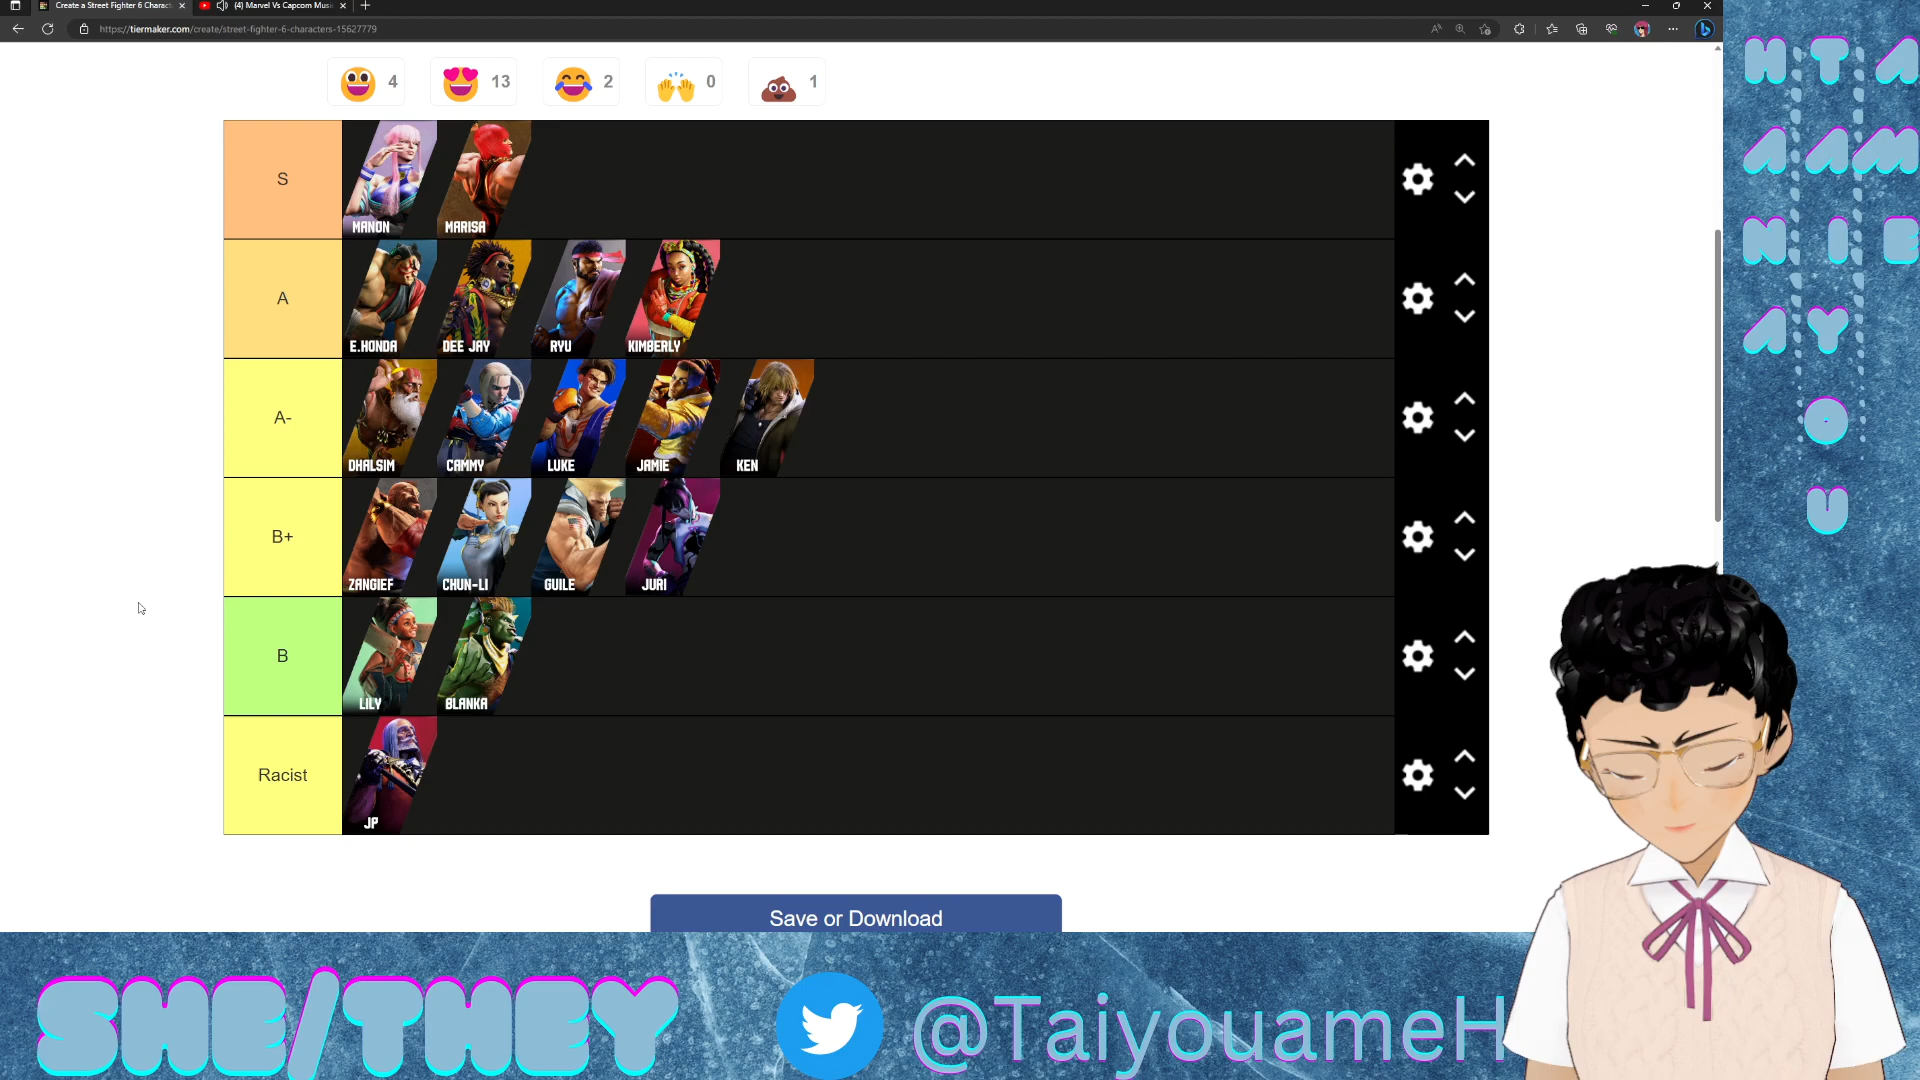 Create a Street Fighter 6 Charact
(4) Marvel Vs Capcom Musi
https://tiermaker.com/create/street-fighter-6-characters-15627779
4
13
2
0
1
S
MANON
MARISA
A
E.HONDA
DEE JAY
RYU
KIMBERLY
A-
DHALSIM
CAMMY
LUKE
JAMIE
KEN
B+
ZANGIEF
CHUN-LI
GUILE
JURI
B
LILY
BLANKA
Racist
JP
Save or Download
H T A
A A M
N I E
A Y
O
U
SHE/THEY
@TaiyouameH